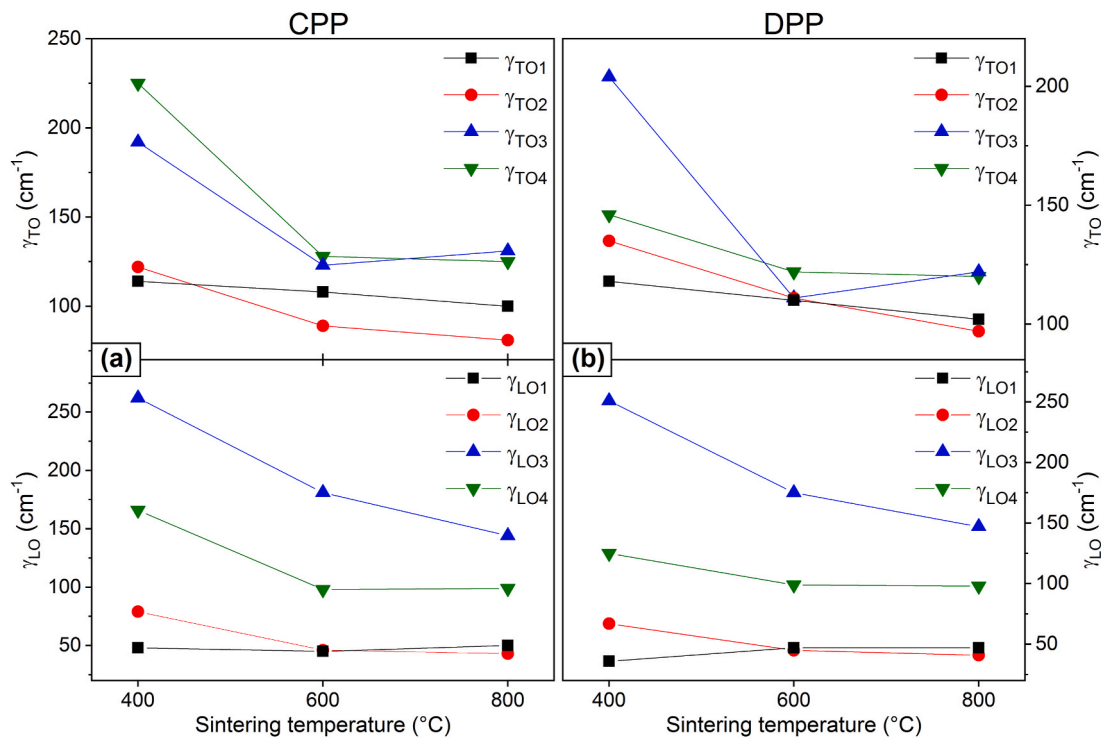 CPP
DPP
250
200
150
100
γTO (cm⁻¹)
γTO1
γTO2
γTO3
γTO4
(a)
γTO1
γTO2
γTO3
γTO4
200
150
100
γTO (cm⁻¹)
(b)
250
200
150
100
50
γLO (cm⁻¹)
γLO1
γLO2
γLO3
γLO4
γLO1
γLO2
γLO3
γLO4
250
200
150
100
50
γLO (cm⁻¹)
400
600
800
400
600
800
Sintering temperature (°C)
Sintering temperature (°C)